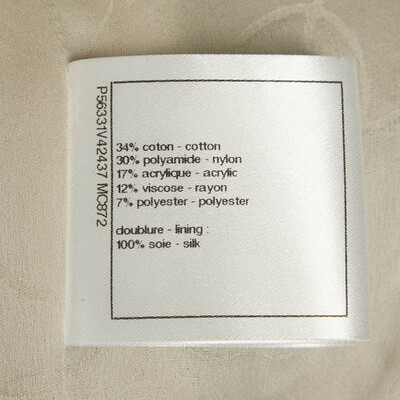 P56331V42437 MC872
34% coton - cotton
30% polyamide - nylon
17% acrylique - acrylic
12% viscose - rayon
7% polyester - polyester
doublure - lining :
100% soie - silk